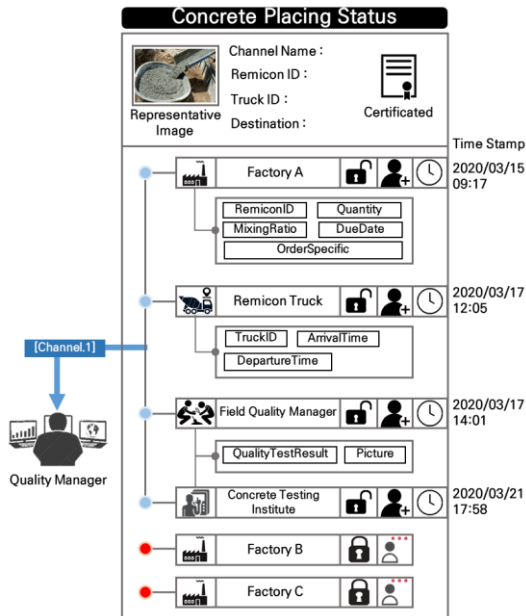 Concrete Placing Status
Channel Name :
Remicon ID :
Truck ID :
Destination :
Representative
Image
Certificated
Time Stamp
Factory A
2020/03/15
09:17
RemiconID
Quantity
MixingRatio
DueDate
OrderSpecific
Remicon Truck
2020/03/17
12:05
TruckID
ArrivalTime
DepartureTime
[Channel.1]
Quality Manager
Field Quality Manager
2020/03/17
14:01
QualityTestResult
Picture
Concrete Testing
Institute
2020/03/21
17:58
Factory B
Factory C